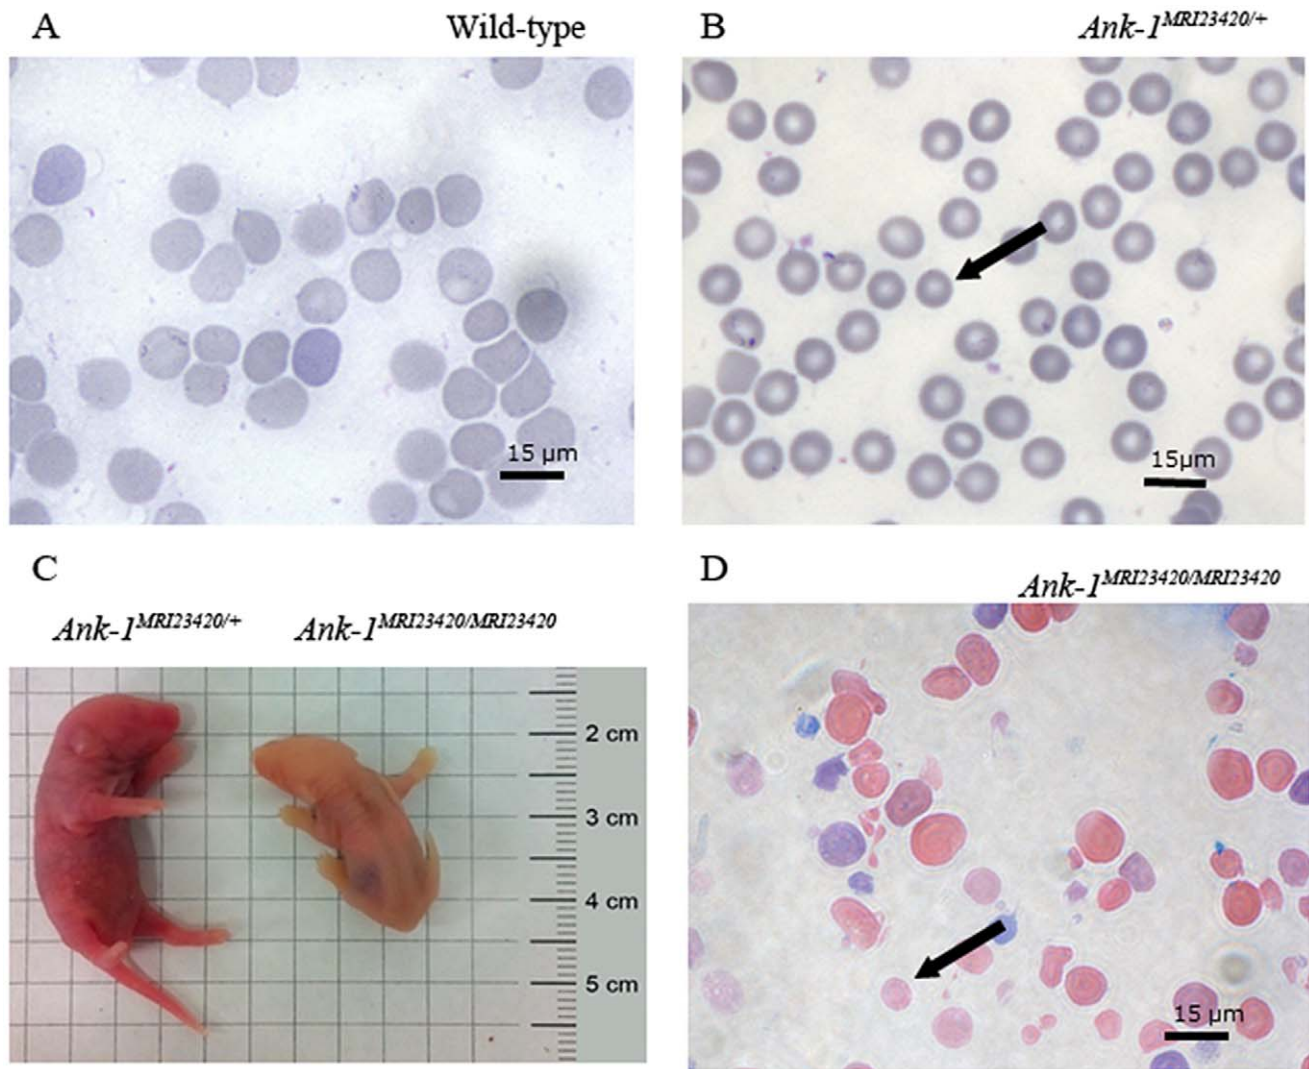 A
Wild-type
15 µm
B
Ank-1MRI23420/+
15µm
C
Ank-1MRI23420/+
Ank-1MRI23420/MRI23420
2 cm
3 cm
4 cm
5 cm
D
Ank-1MRI23420/MRI23420
15 µm